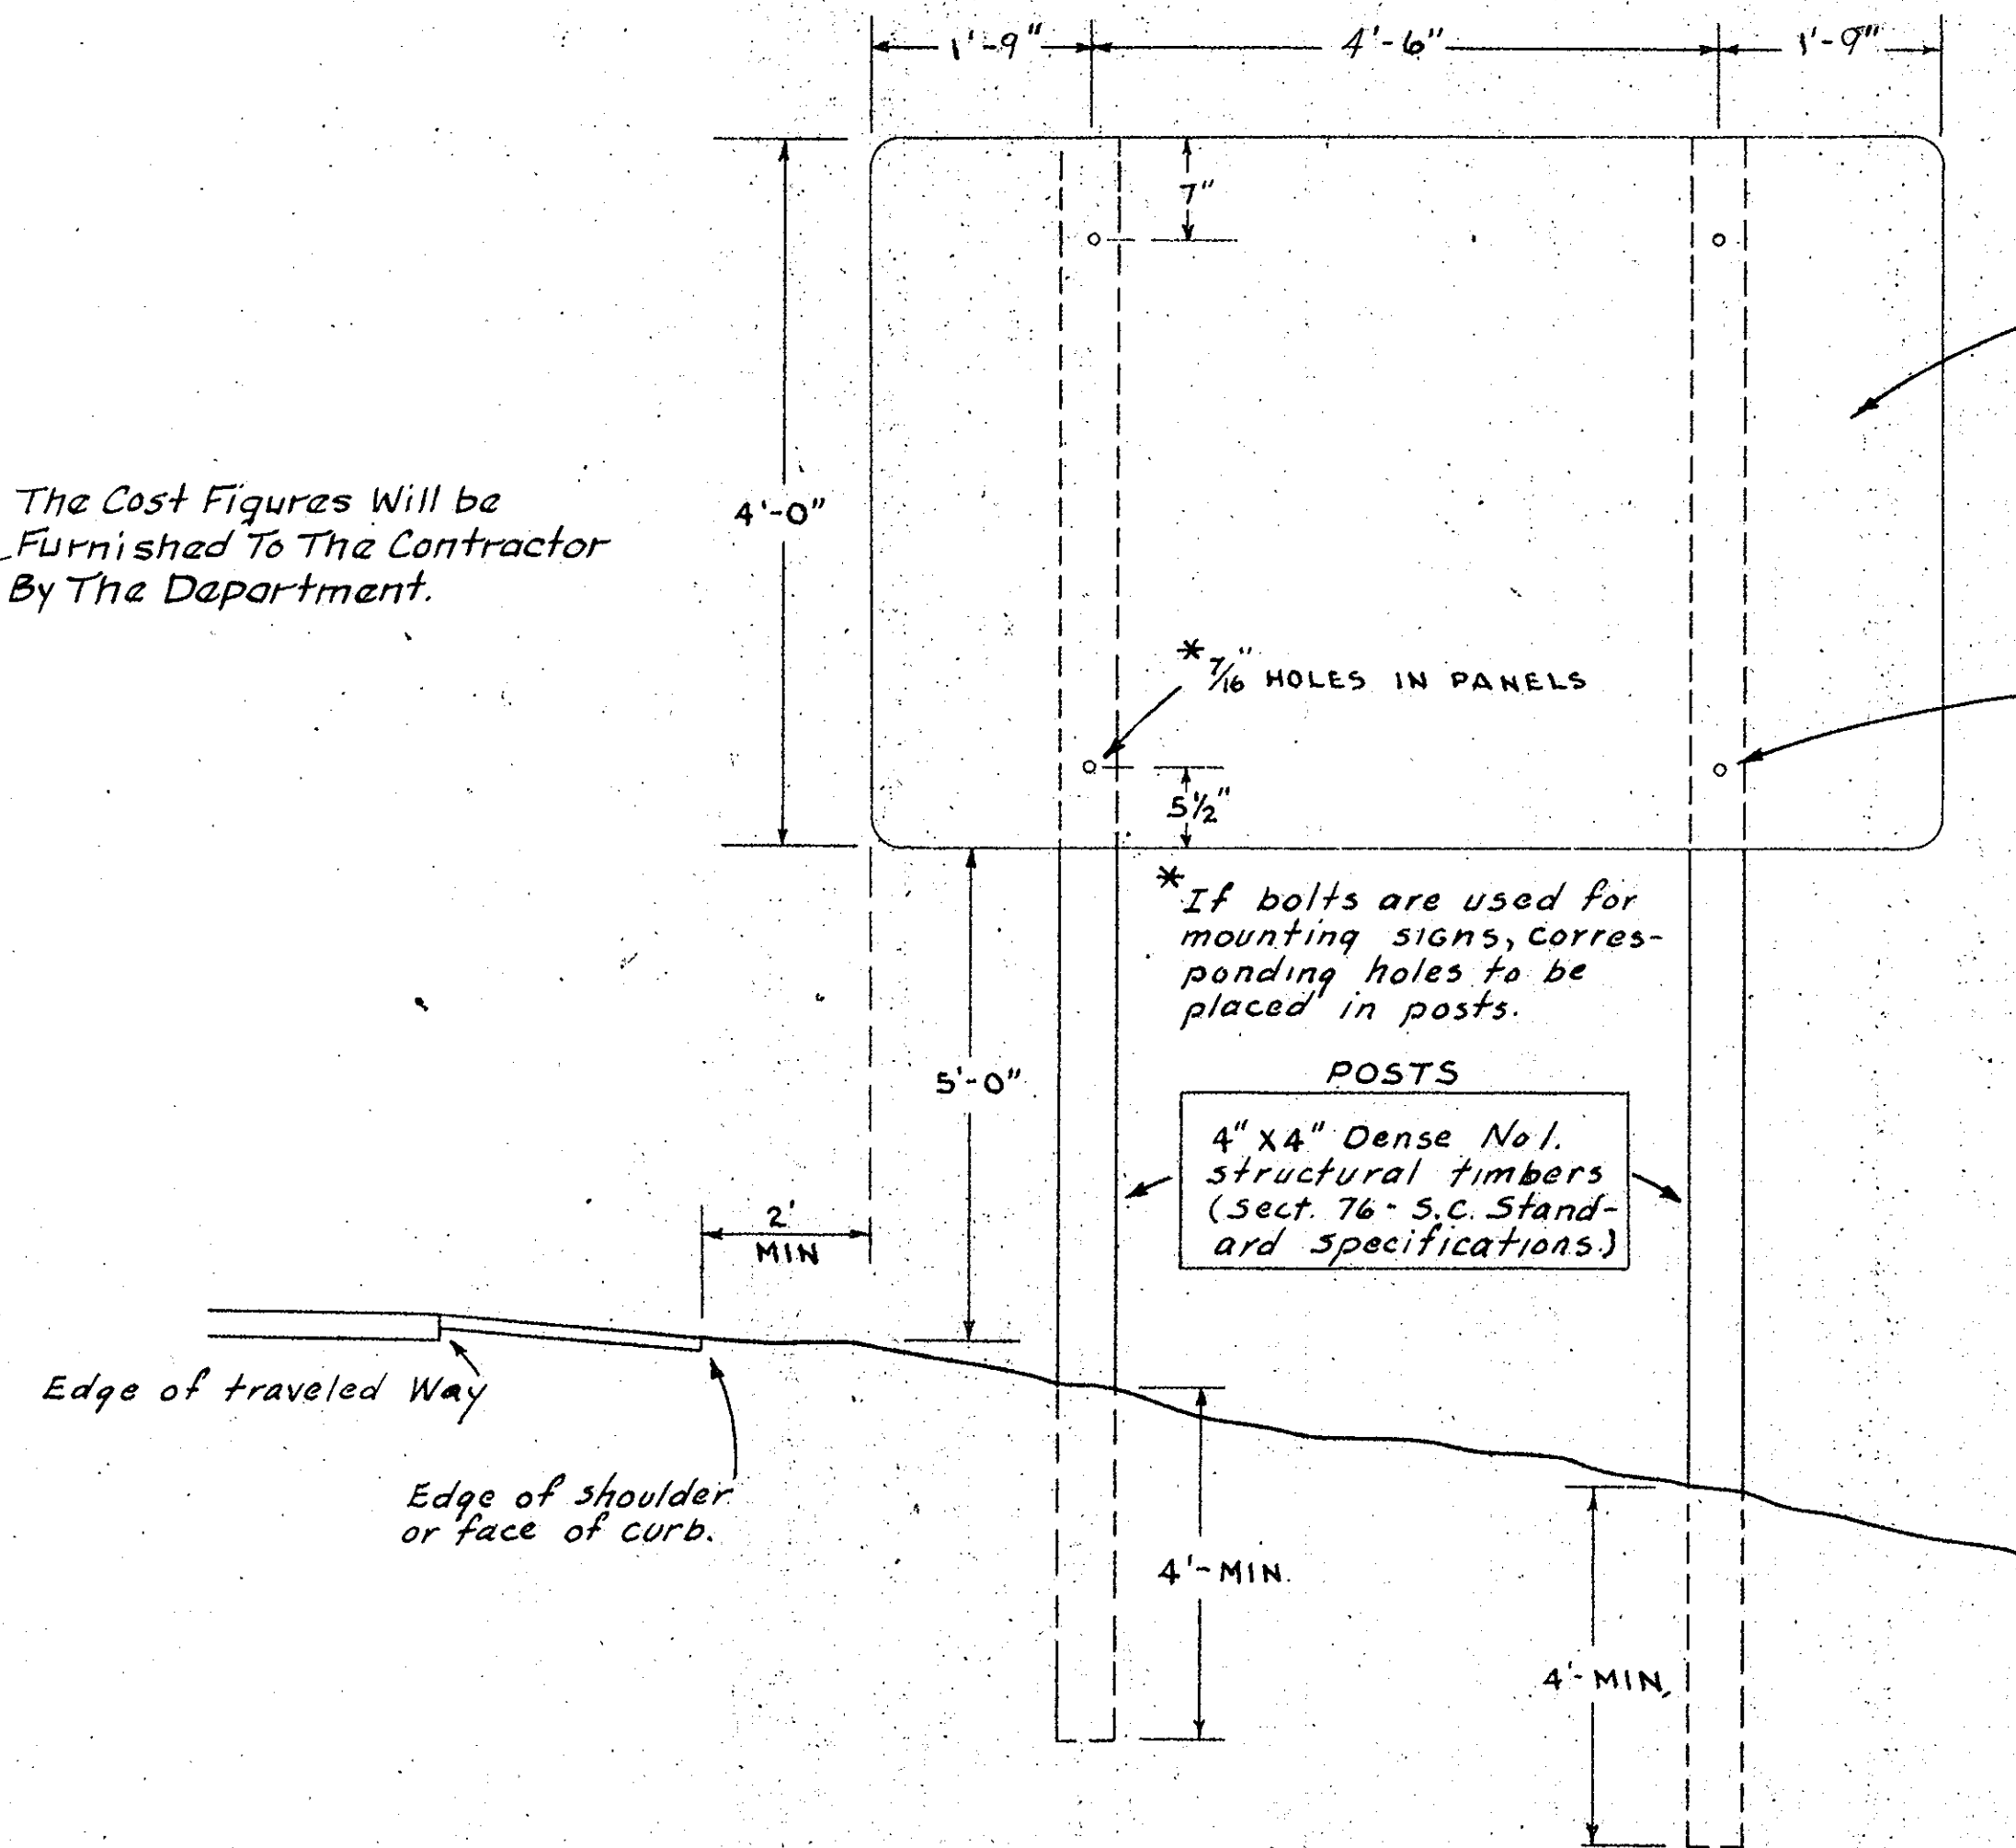 1'-9"
4'-6"
1'-9"
7"
4'-0"
The Cost Figures Will be
Furnished To The Contractor
By The Department.
* 7/16" HOLES IN PANELS
5 1/2"
* If bolts are used for
mounting signs, corres-
ponding holes to be
placed in posts.
5'-0"
POSTS
4" x 4" Dense No 1.
structural timbers
(Sect. 76 - S.C. Stand-
ard specifications.)
2'
MIN
Edge of traveled Way
Edge of shoulder
or face of curb.
4'-MIN.
4'-MIN.